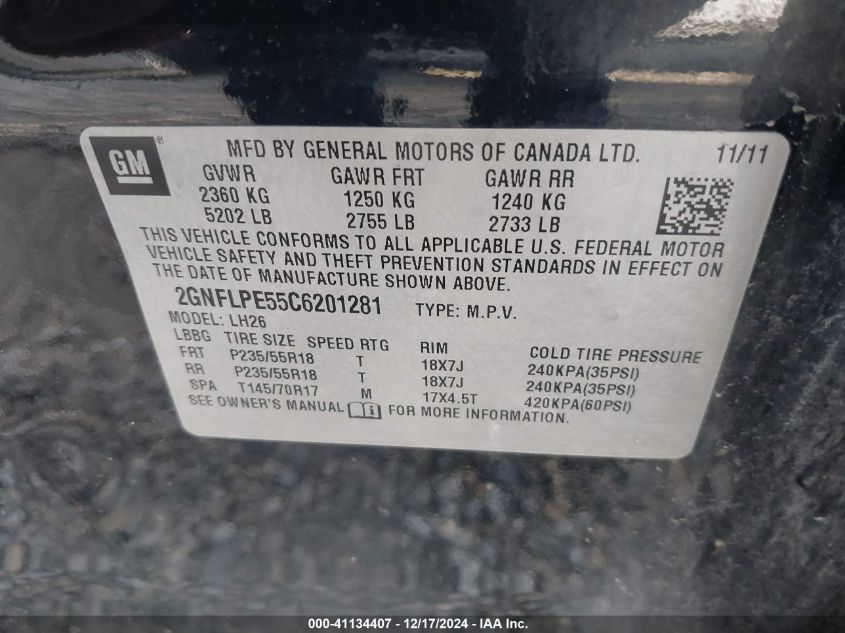 GM
MFD BY GENERAL MOTORS OF CANADA LTD. 11/11
GVWR GAWR FRT GAWR RR
2360 KG 1250 KG 1240 KG
5202 LB 2755 LB 2733 LB
THIS VEHICLE CONFORMS TO ALL APPLICABLE U.S. FEDERAL MOTOR
VEHICLE SAFETY AND THEFT PREVENTION STANDARDS IN EFFECT ON
THE DATE OF MANUFACTURE SHOWN ABOVE.
2GNFLPE55C6201281 TYPE: M.P.V.
MODEL: LH26
LBBG TIRE SIZE SPEED RTG RIM COLD TIRE PRESSURE
FRT P235/55R18 T 18X7J 240KPA(35PSI)
RR P235/55R18 T 18X7J 240KPA(35PSI)
SPA T145/70R17 M 17X4.5T 420KPA(60PSI)
SEE OWNER'S MANUAL FOR MORE INFORMATION.
000-41134407 - 12/17/2024 - IAA Inc.